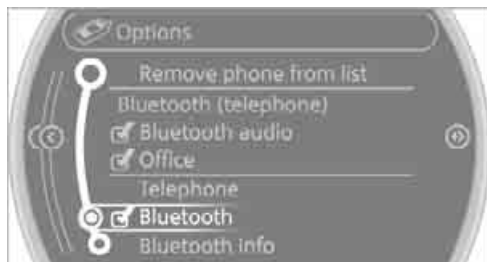 Options
Remove phone from list
Bluetooth (telephone)
Bluetooth audio
Office
Telephone
Bluetooth
Bluetooth info